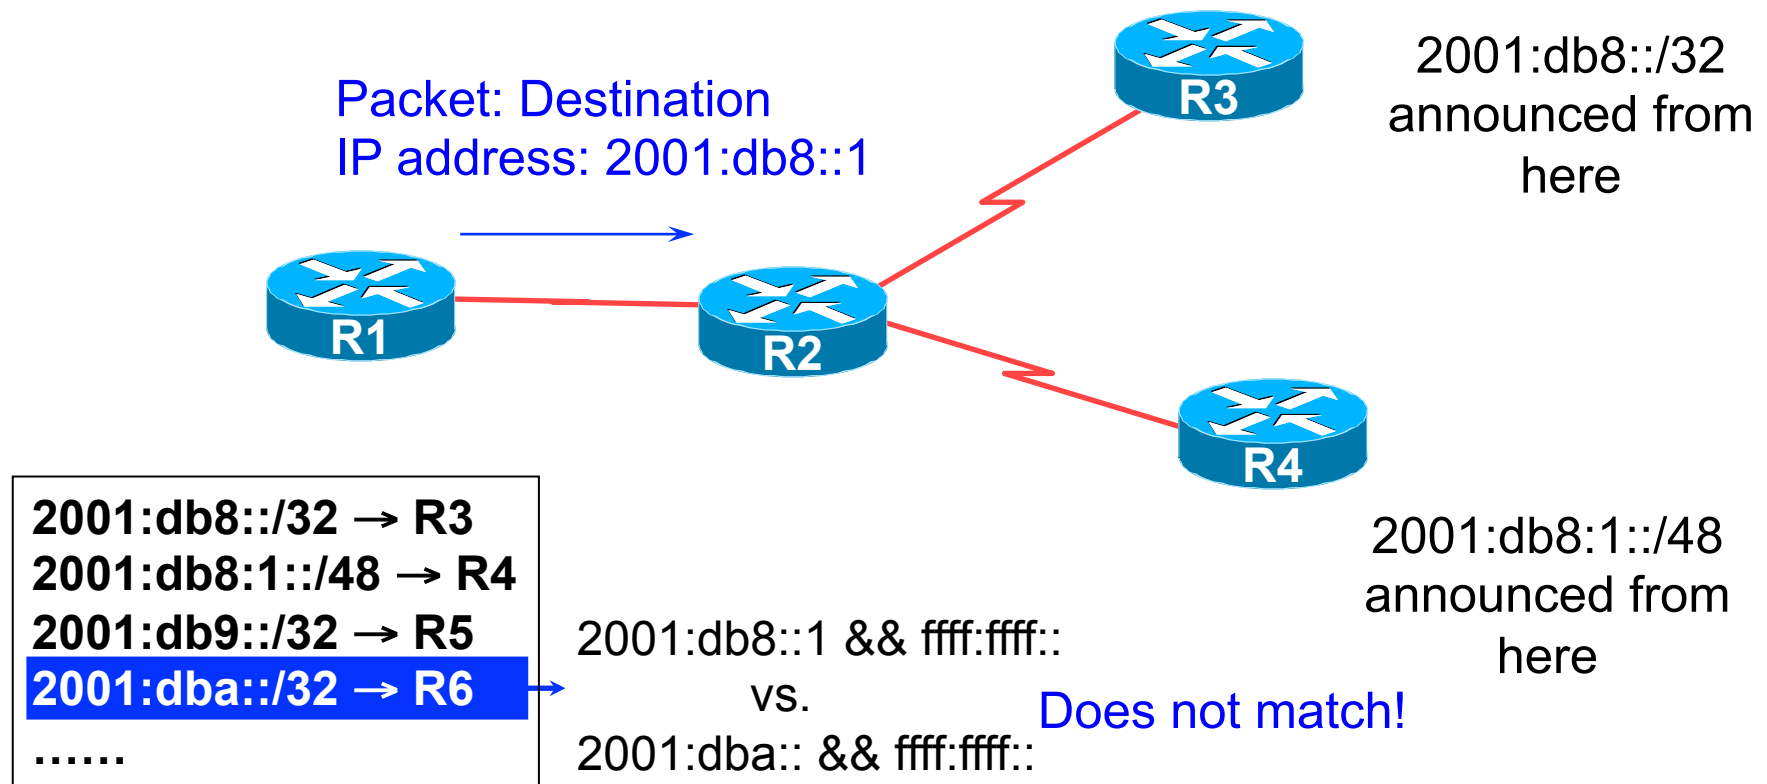 Packet: Destination
IP address: 2001:db8::1
R3
2001:db8::/32
announced from
here
R1
R2
R4
2001:db8::/32 → R3
2001:db8:1::/48 → R4
2001:db9::/32 → R5
2001:dba::/32 → R6
......
2001:db8::1 && ffff:ffff::
vs.
2001:dba:: && ffff:ffff::
Does not match!
2001:db8:1::/48
announced from
here